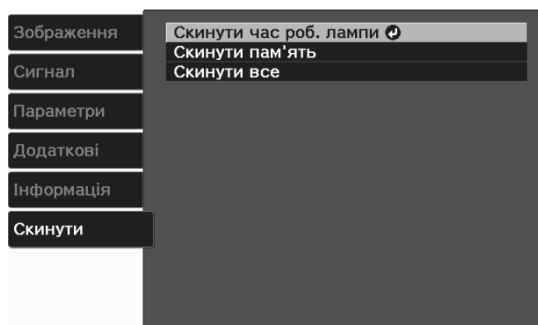 Зображення
Сигнал
Параметри
Додаткові
Інформація
Скинути
Скинути час роб. лампи
Скинути пам'ять
Скинути все